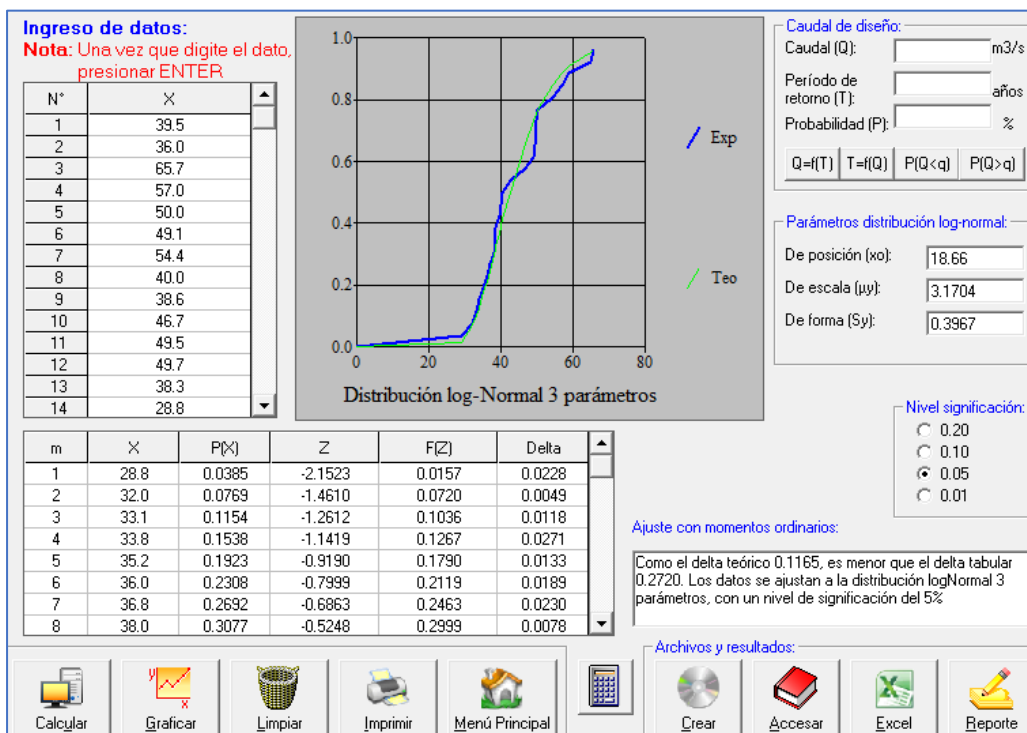 Ingreso de datos:
Nota: Una vez que digite el dato,
presionar ENTER
N° X
1 39.5
2 36.0
3 65.7
4 57.0
5 50.0
6 49.1
7 54.4
8 40.0
9 38.6
10 46.7
11 49.5
12 49.7
13 38.3
14 28.8
1.0
0.8
0.6
0.4
0.2
0.0
0 20 40 60 80
Exp
Teo
Distribución log-Normal 3 parámetros
Caudal de diseño:
Caudal (Q): m3/s
Período de
retorno (T): años
Probabilidad (P): %
Q=f(T) T=f(Q) P(Q<q) P(Q>q)
Parámetros distribución log-normal:
De posición (xo): 18.66
De escala (µy): 3.1704
De forma (Sy): 0.3967
Nivel significación:
0.20
0.10
0.05
0.01
m X P(X) Z F(Z) Delta
1 28.8 0.0385 -2.1523 0.0157 0.0228
2 32.0 0.0769 -1.4610 0.0720 0.0049
3 33.1 0.1154 -1.2612 0.1036 0.0118
4 33.8 0.1538 -1.1419 0.1267 0.0271
5 35.2 0.1923 -0.9190 0.1790 0.0133
6 36.0 0.2308 -0.7999 0.2119 0.0189
7 36.8 0.2692 -0.6863 0.2463 0.0230
8 38.0 0.3077 -0.5248 0.2999 0.0078
Ajuste con momentos ordinarios:
Como el delta teórico 0.1165, es menor que el delta tabular
0.2720. Los datos se ajustan a la distribución logNormal 3
parámetros, con un nivel de significación del 5%
Archivos y resultados:
Calcular Graficar Limpiar Imprimir Menú Principal Crear Accesar Excel Reporte